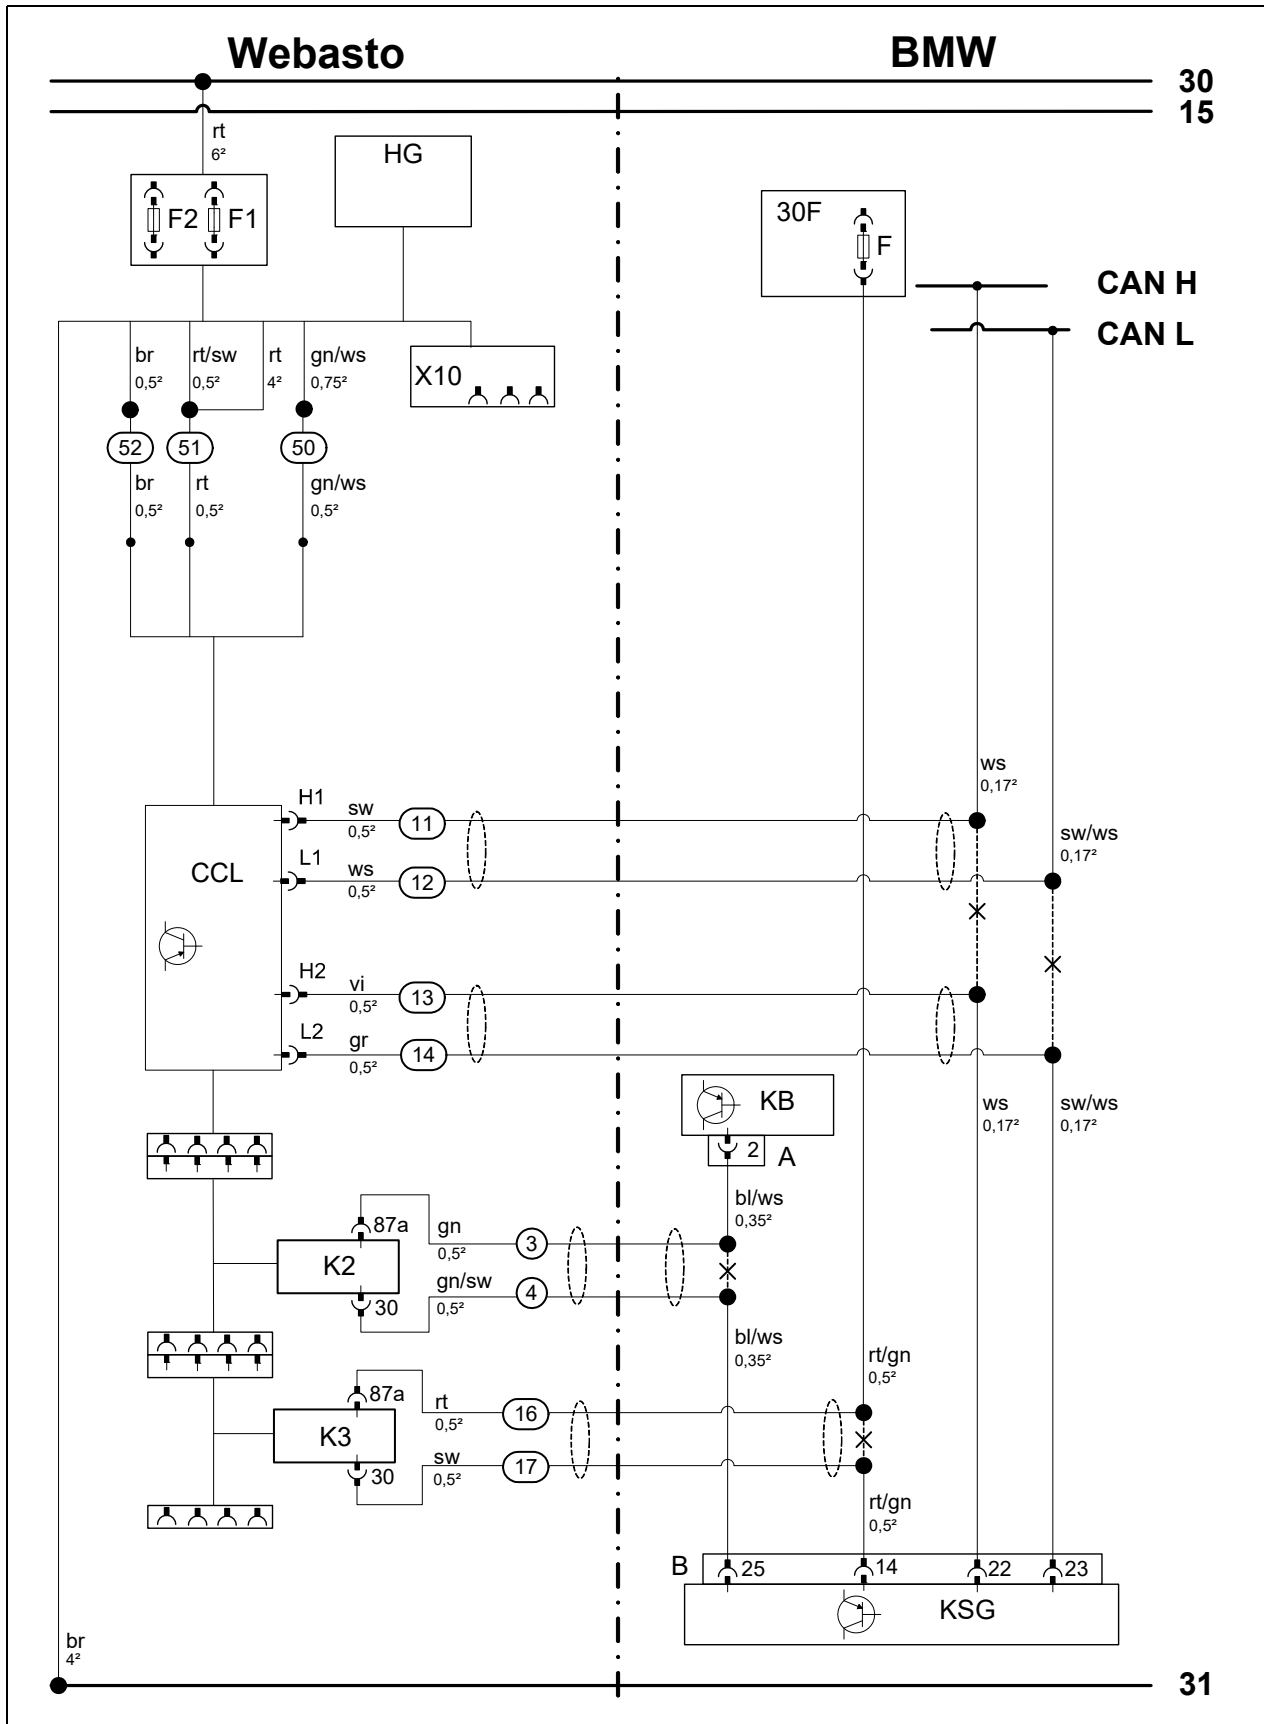 Webasto
BMW
30
15
rt
6²
HG
F2
F1
30F
F
CAN H
CAN L
br
0,5²
rt/sw
0,5²
rt
4²
gn/ws
0,75²
X10
52
51
50
br
0,5²
rt
0,5²
gn/ws
0,5²
ws
0,17²
H1
sw
0,5²
11
sw/ws
0,17²
CCL
L1
ws
0,5²
12
H2
vi
0,5²
13
L2
gr
0,5²
14
KB
2
A
ws
0,17²
sw/ws
0,17²
bl/ws
0,35²
87a
gn
0,5²
3
K2
gn/sw
0,5²
4
30
bl/ws
0,35²
rt/gn
0,5²
87a
rt
0,5²
16
K3
sw
0,5²
17
30
rt/gn
0,5²
B
25
14
22
23
KSG
br
4²
31